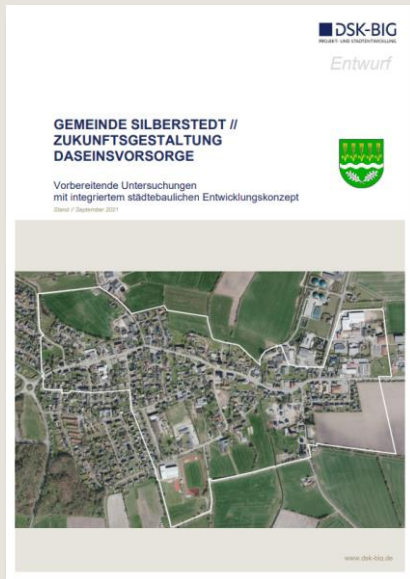 DSK-BIG
PROJEKT- UND STADTENTWICKLUNG
Entwurf
GEMEINDE SILBERSTEDT //
ZUKUNFTSGESTALTUNG
DASEINSVORSORGE
Vorbereitende Untersuchungen
mit integriertem städtebaulichen Entwicklungskonzept
Stand // September 2021
www.dsk-big.de